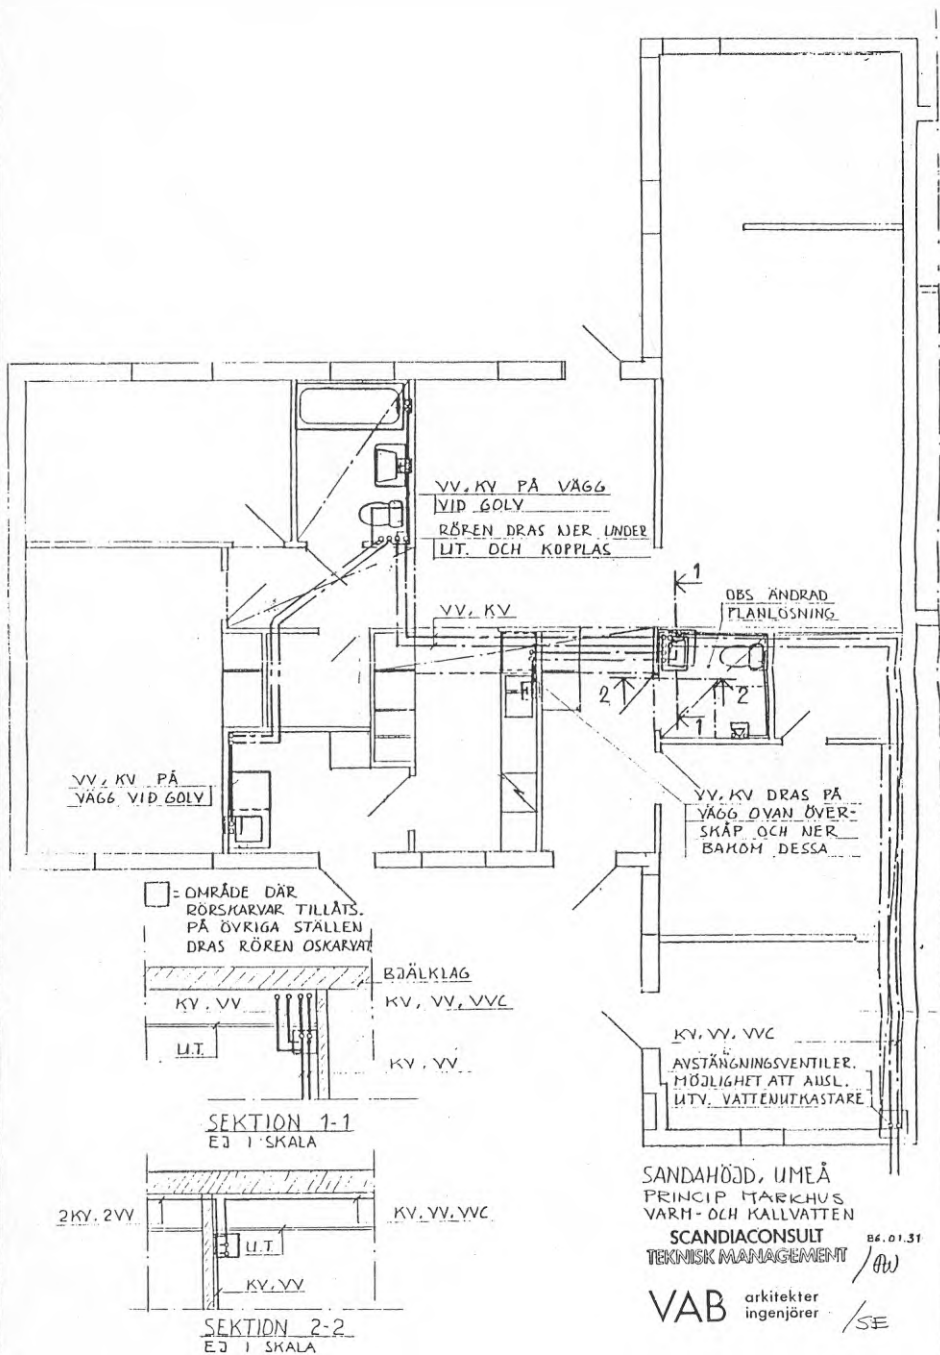 VV, KV PÅ VÄGG
VID GOLV
RÖREN DRAS NER UNDER
UT. OCH KOPPLAS
VV, KV
1
OBS ÄNDRAD
PLANLÖSNING
2
2
1
VV, KV PÅ
VÄGG VID GOLV
VV, KV DRAS PÅ
VÄGG OVAN ÖVER-
SKÅP OCH NER
BAKOM DESSA
= OMRÅDE DÄR
RÖRSKARVAR TILLÅTS.
PÅ ÖVRIGA STÄLLEN
DRAS RÖREN OSKARVAT
BJÄLKLAG
KV, VV
KV, VV, VVC
U.T.
KV, VV
SEKTION 1-1
EJ I SKALA
KV, VV, VVC
AVSTÄNGNINGSVENTILER.
MÖJLIGHET ATT ANSL.
UTV. VATTENUTKASTARE
2KV, 2VV
KV, VV, VVC
U.T.
KV, VV
SEKTION 2-2
EJ I SKALA
SANDAHÖJD, UMEÅ
PRINCIP MARKHUS
VARM- OCH KALLVATTEN
SCANDIACONSULT
TEKNISK MANAGEMENT
86.01.31
VAB arkitekter
ingenjörer
/SE